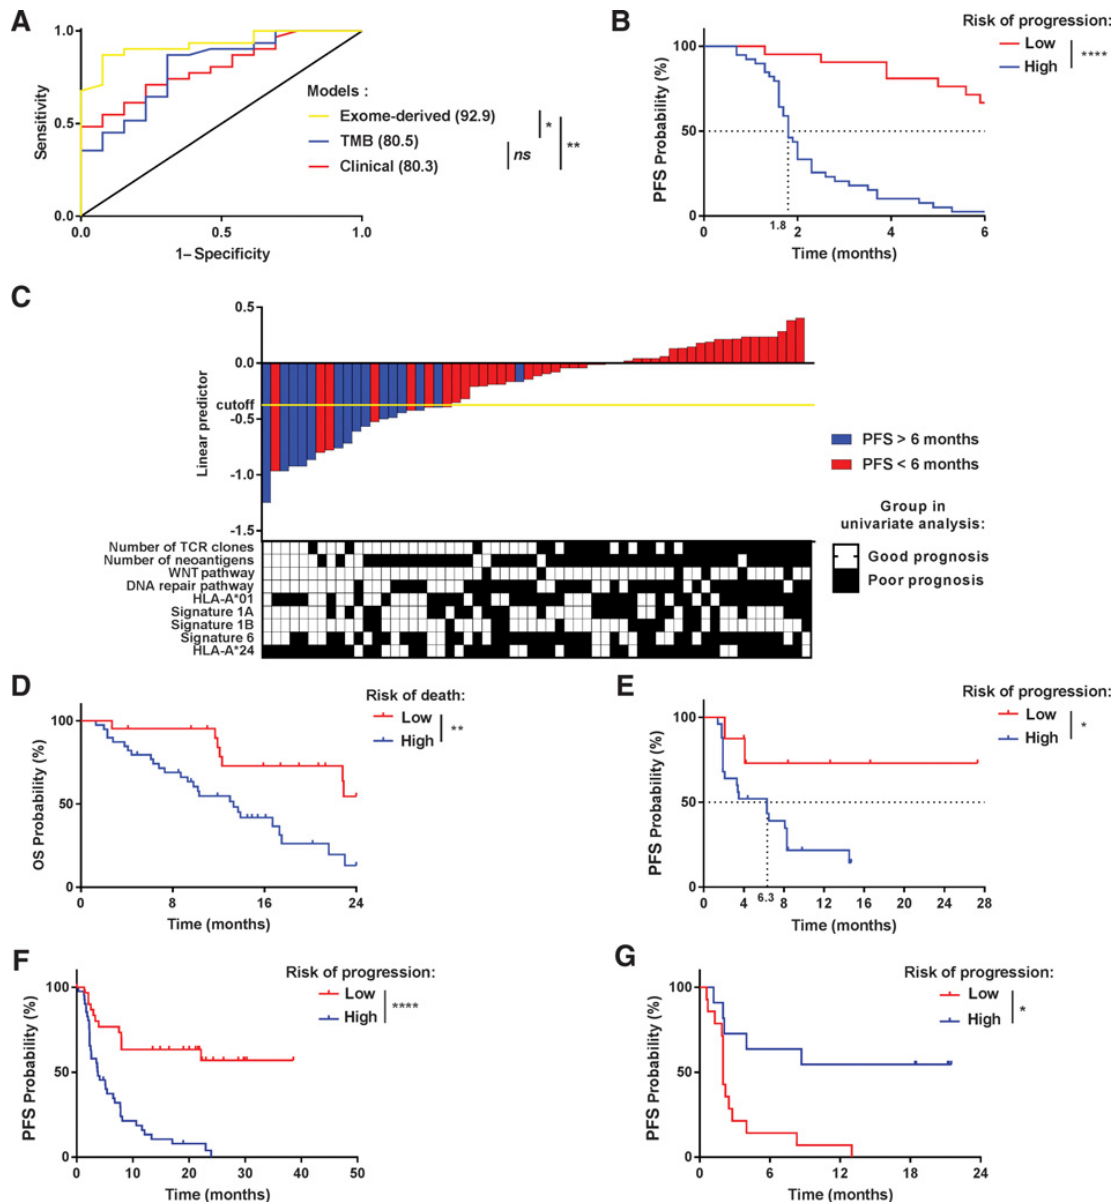 A
Sensitivity
1.0
0.5
0.0
0.0
0.5
1.0
1– Specificity
Models :
Exome-derived (92.9)
TMB (80.5)
Clinical (80.3)
*
ns
**
B
Risk of progression:
Low
High
****
PFS Probability (%)
100
50
0
0
1.8
2
4
6
Time (months)
C
Linear predictor
0.5
0.0
cutoff
-0.5
-1.0
-1.5
PFS > 6 months
PFS < 6 months
Group in
univariate analysis:
Good prognosis
Poor prognosis
Number of TCR clones
Number of neoantigens
WNT pathway
DNA repair pathway
HLA-A*01
Signature 1A
Signature 1B
Signature 6
HLA-A*24
D
Risk of death:
Low
High
**
OS Probability (%)
100
50
0
0
8
16
24
Time (months)
E
Risk of progression:
Low
High
*
PFS Probability (%)
100
50
0
0
4
6.3
8
12
16
20
24
28
Time (months)
F
Risk of progression:
Low
High
****
PFS Probability (%)
100
50
0
0
10
20
30
40
50
Time (months)
G
Risk of progression:
Low
High
*
PFS Probability (%)
100
50
0
0
6
12
18
24
Time (months)